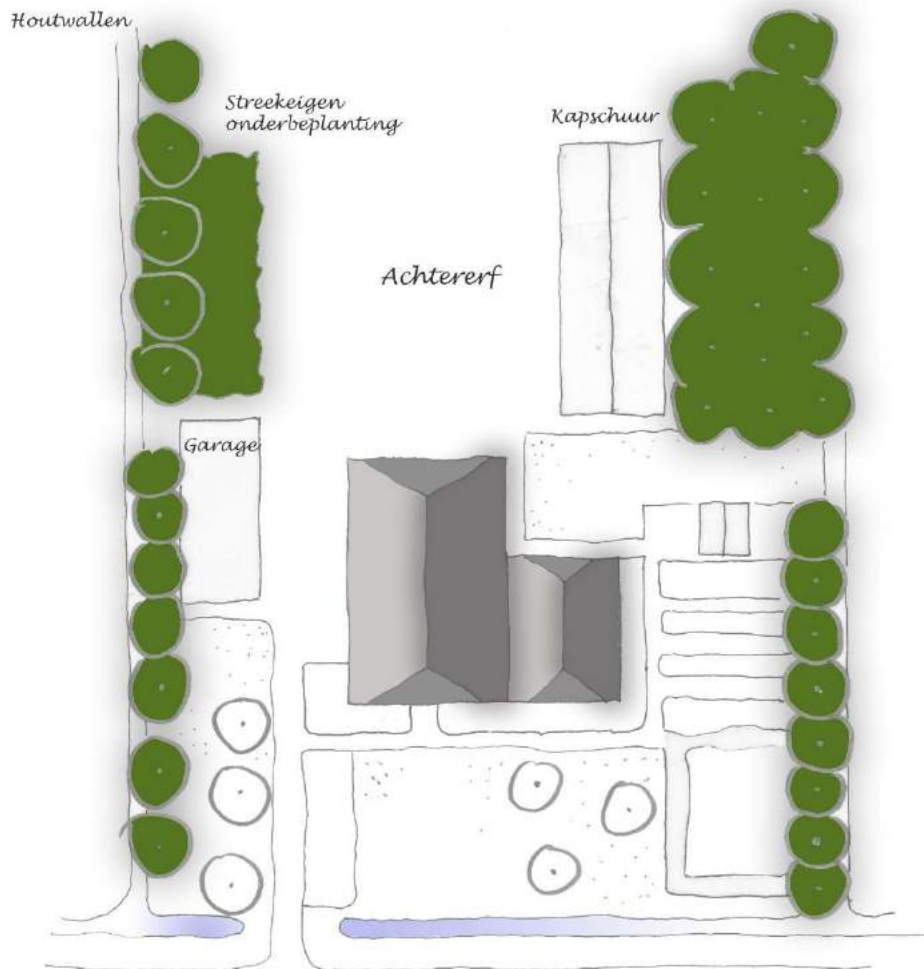 Houtwallen
Streekeigen
onderbeplanting
Kapschuur
Achtererf
Garage